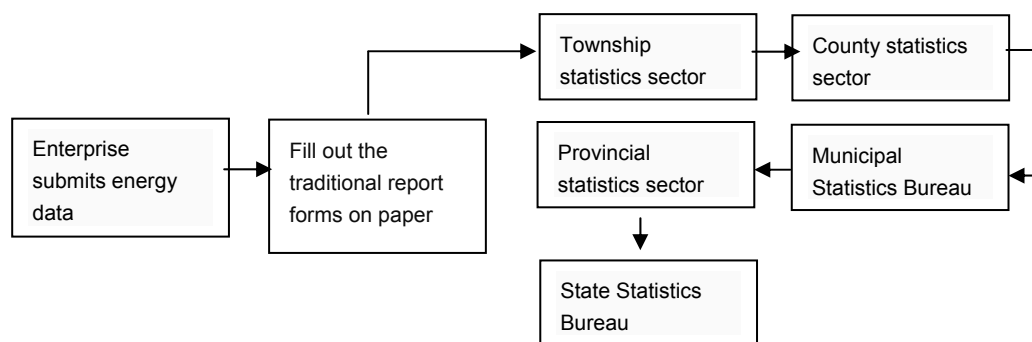 Enterprise
submits energy
data
Fill out the
traditional report
forms on paper
Township
statistics sector
County statistics
sector
Municipal
Statistics Bureau
Provincial
statistics sector
State Statistics
Bureau